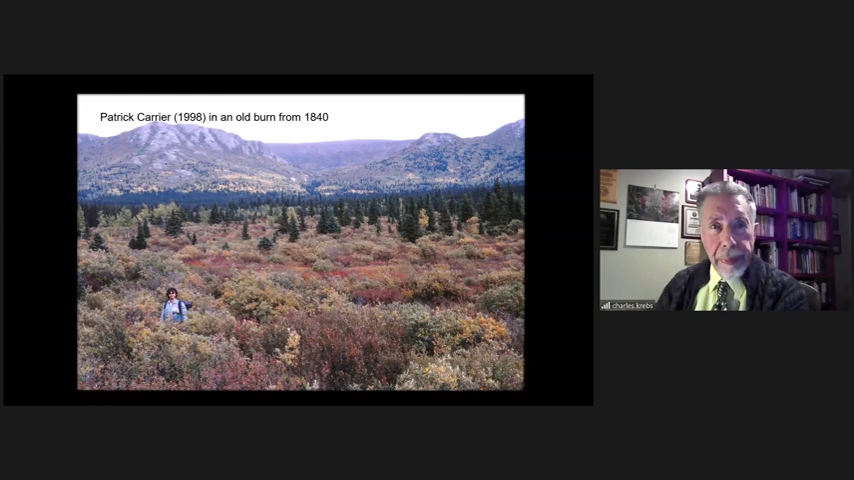 Patrick Carrier (1998) in an old burn from 1840
charles.krebs